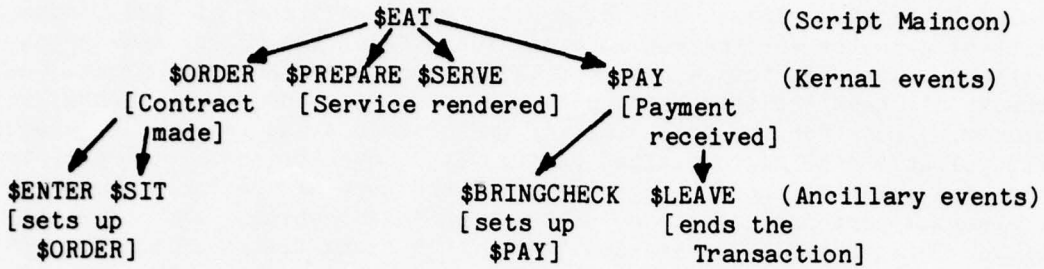 $EAT (Script Maincon)
$ORDER $PREPARE $SERVE $PAY (Kernal events)
[Contract [Service rendered] [Payment
made] received]
$ENTER $SIT $BRINGCHECK $LEAVE (Ancillary events)
[sets up [sets up [ends the
$ORDER] $PAY] Transaction]